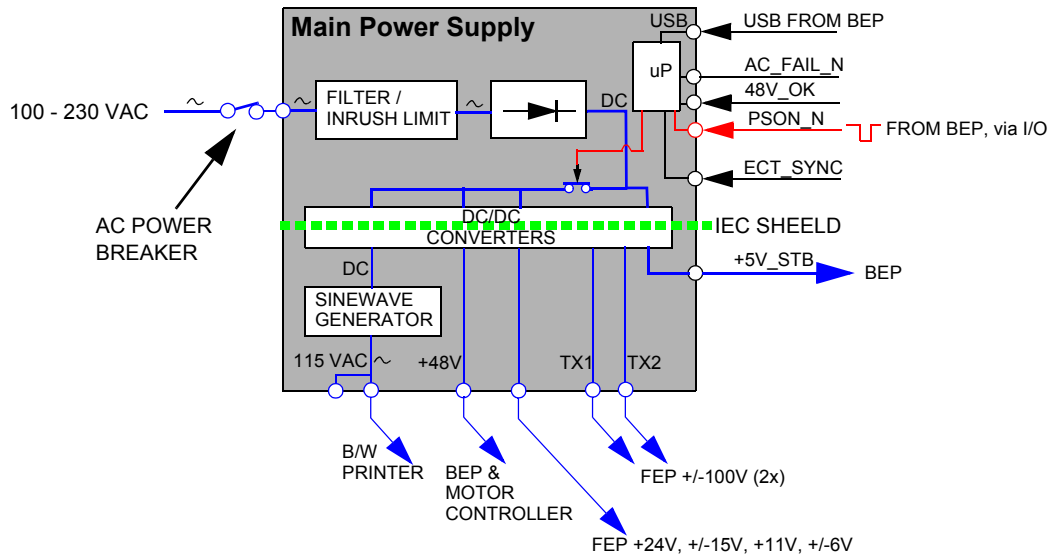 Main Power Supply
USB
USB FROM BEP
uP
AC_FAIL_N
48V_OK
PSON_N
FROM BEP, via I/O
ECT_SYNC
100 - 230 VAC
~
~
FILTER /
INRUSH LIMIT
~
DC
AC POWER
BREAKER
DC/DC
CONVERTERS
IEC SHIELD
+5V_STB
BEP
DC
SINEWAVE
GENERATOR
115 VAC ~
+48V
TX1
TX2
B/W
PRINTER
BEP &
MOTOR
CONTROLLER
FEP +/-100V (2x)
FEP +24V, +/-15V, +11V, +/-6V